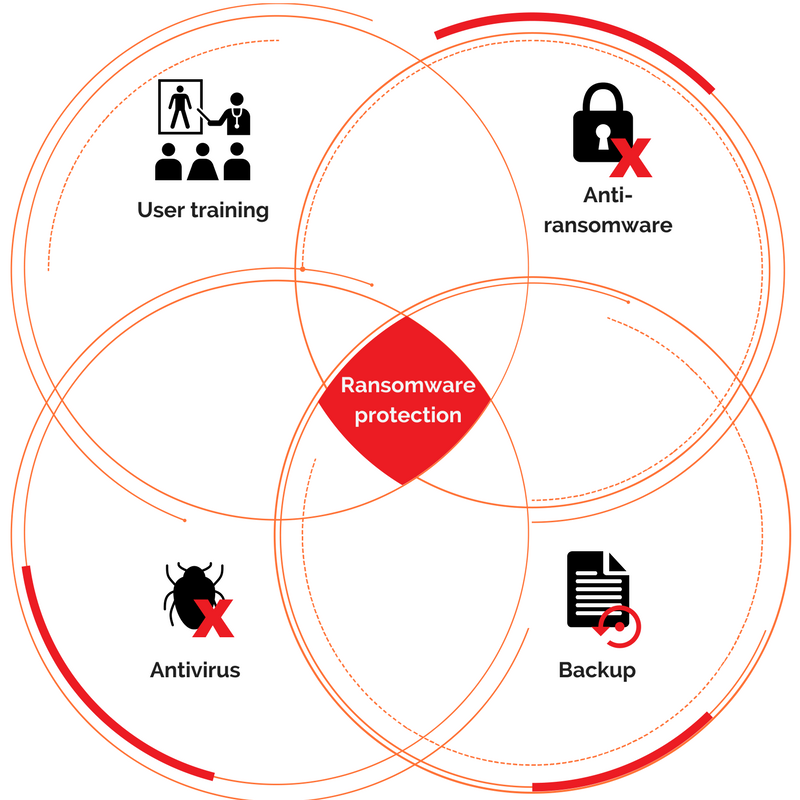 User training
Anti-
ransomware
Ransomware
protection
Antivirus
Backup